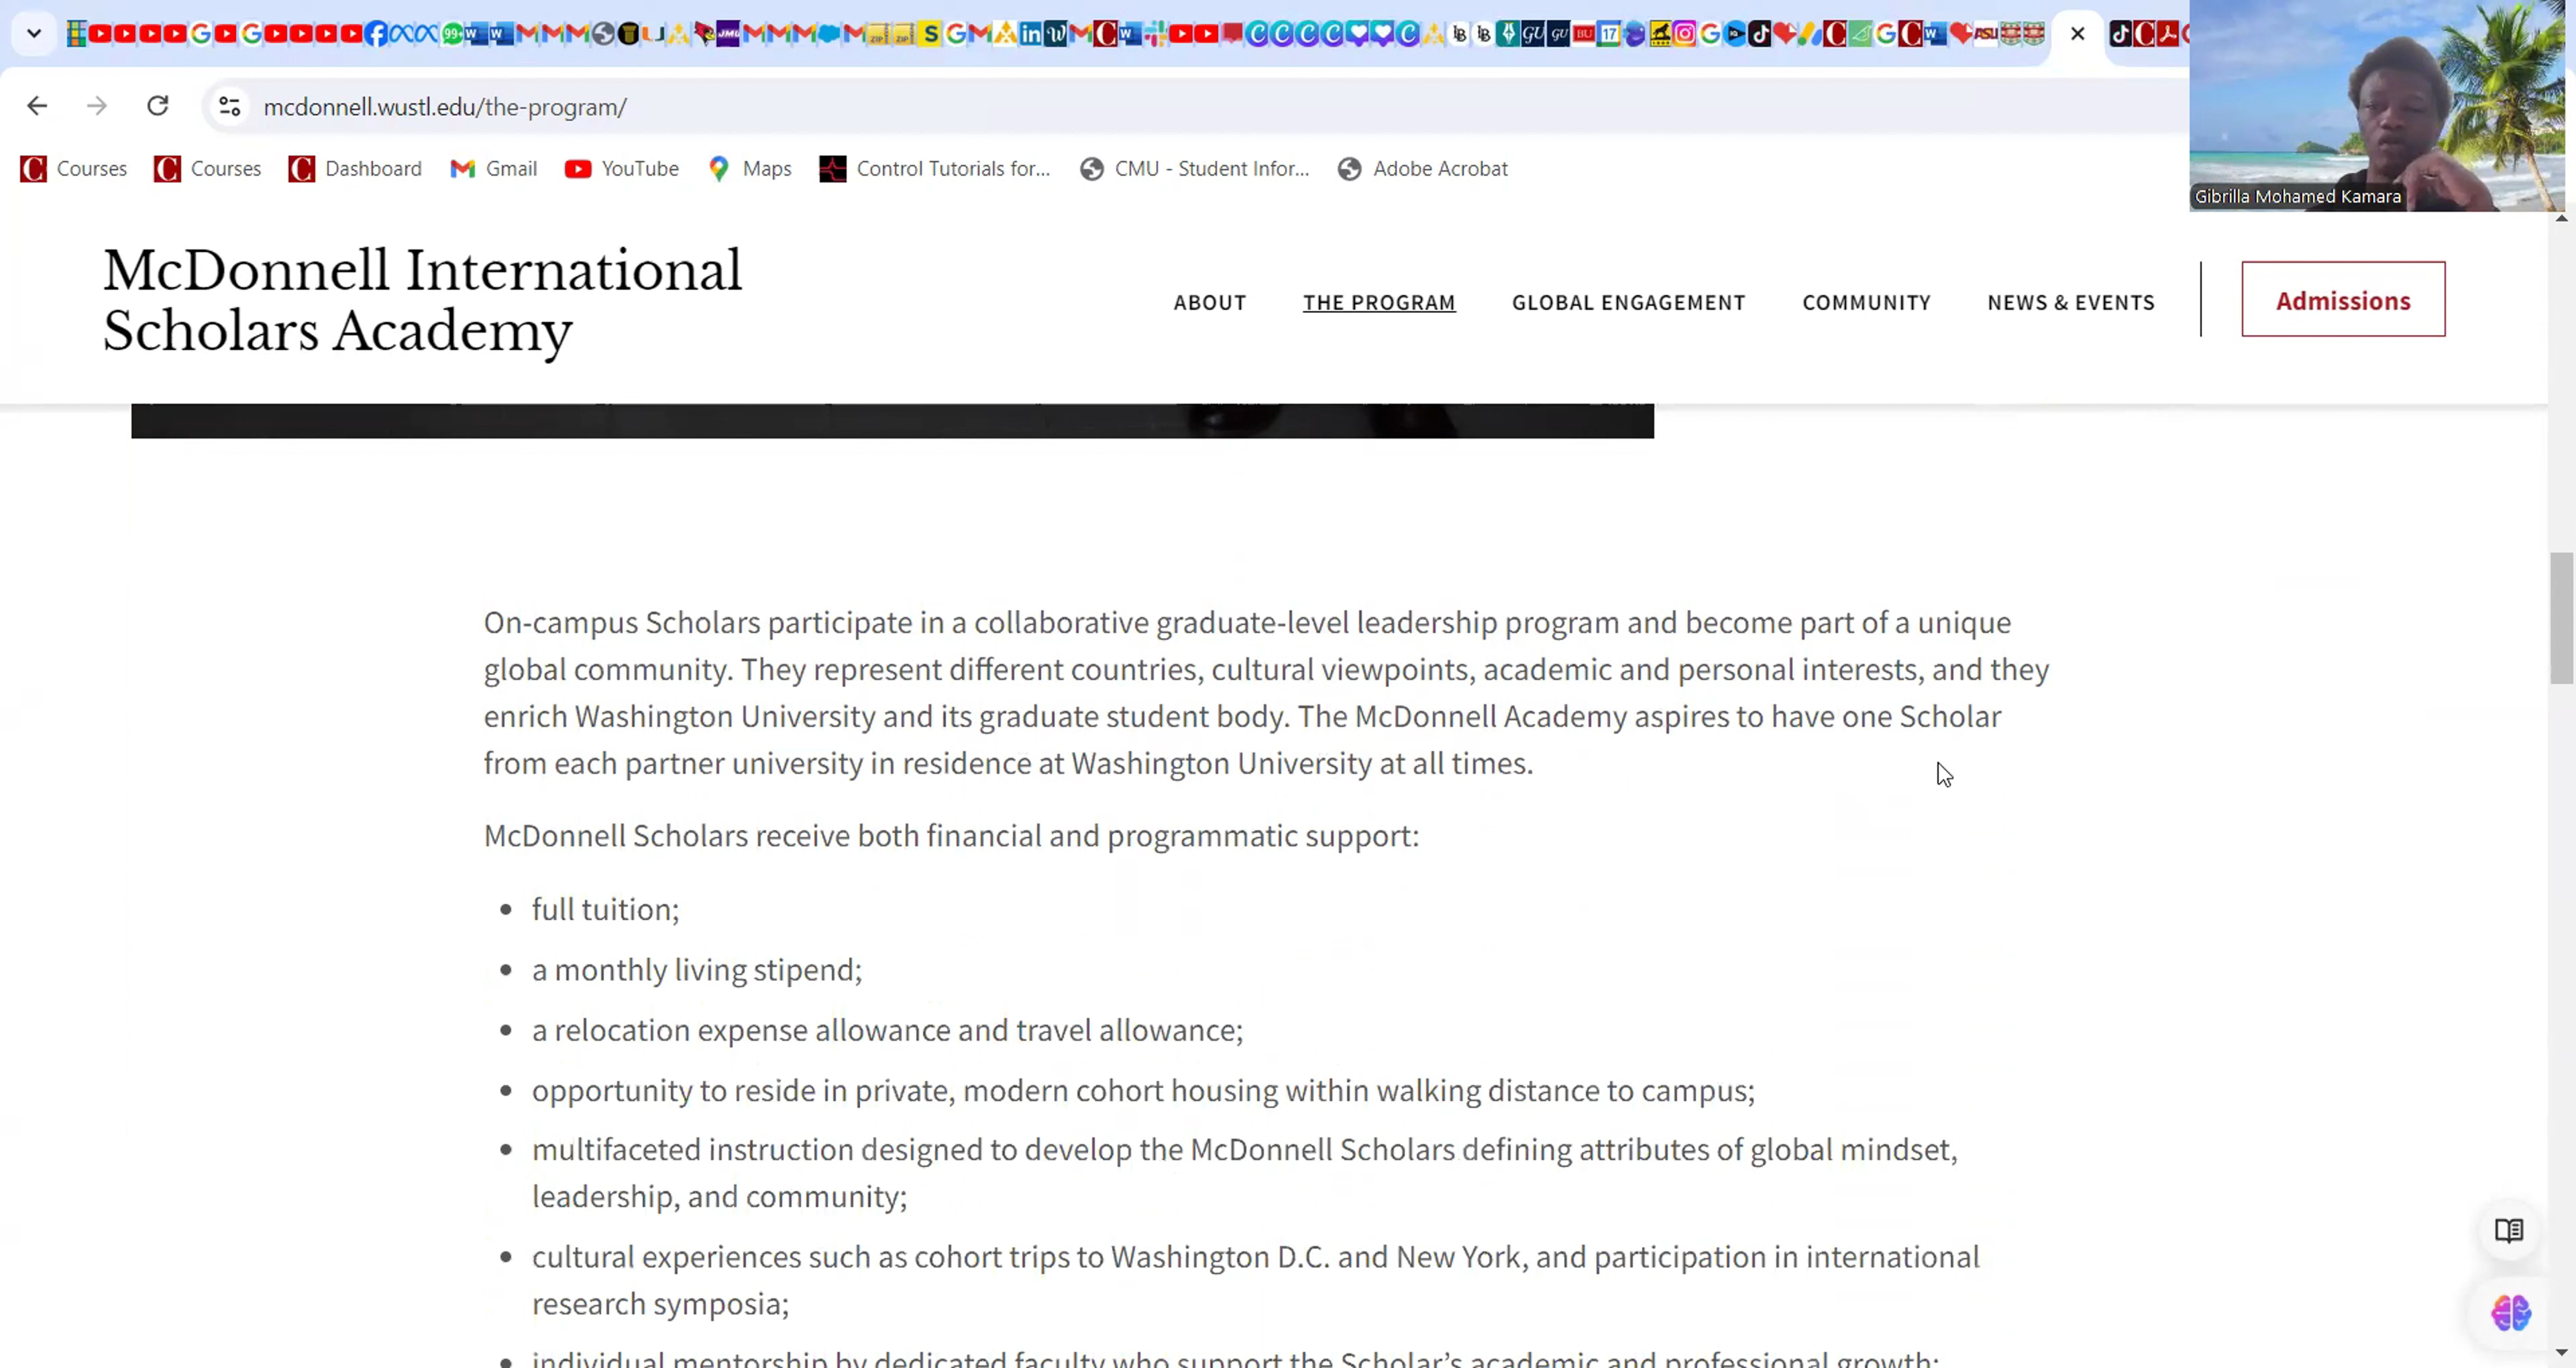 mcdonnell.wustl.edu/the-program/
Courses Courses Dashboard Gmail YouTube Maps Control Tutorials for... CMU - Student Infor... Adobe Acrobat
Gibrilla Mohamed Kamara
McDonnell International
Scholars Academy
ABOUT THE PROGRAM GLOBAL ENGAGEMENT COMMUNITY NEWS & EVENTS Admissions
On-campus Scholars participate in a collaborative graduate-level leadership program and become part of a unique
global community. They represent different countries, cultural viewpoints, academic and personal interests, and they
enrich Washington University and its graduate student body. The McDonnell Academy aspires to have one Scholar
from each partner university in residence at Washington University at all times.
McDonnell Scholars receive both financial and programmatic support:
• full tuition;
• a monthly living stipend;
• a relocation expense allowance and travel allowance;
• opportunity to reside in private, modern cohort housing within walking distance to campus;
• multifaceted instruction designed to develop the McDonnell Scholars defining attributes of global mindset,
leadership, and community;
• cultural experiences such as cohort trips to Washington D.C. and New York, and participation in international
research symposia;
• individual mentorship by dedicated faculty who support the Scholar's academic and professional growth;